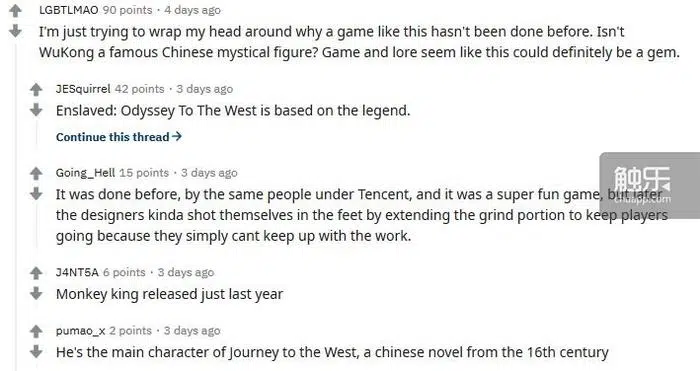 LGBTLMAO 90 points · 4 days ago
I'm just trying to wrap my head around why a game like this hasn't been done before. Isn't
WuKong a famous Chinese mystical figure? Game and lore seem like this could definitely be a gem.
JESquirrel 42 points · 3 days ago
Enslaved: Odyssey To The West is based on the legend.
Continue this thread→
Going_Hell 15 points · 3 days ago
It was done before, by the same people under Tencent, and it was a super fun game, but later
the designers kinda shot themselves in the feet by extending the grind portion to keep players
going because they simply cant keep up with the work.
触乐
chuapp.com
J4NT5A 6 points · 3 days ago
Monkey king released just last year
pumao_x 2 points · 3 days ago
He's the main character of Journey to the West, a chinese novel from the 16th century